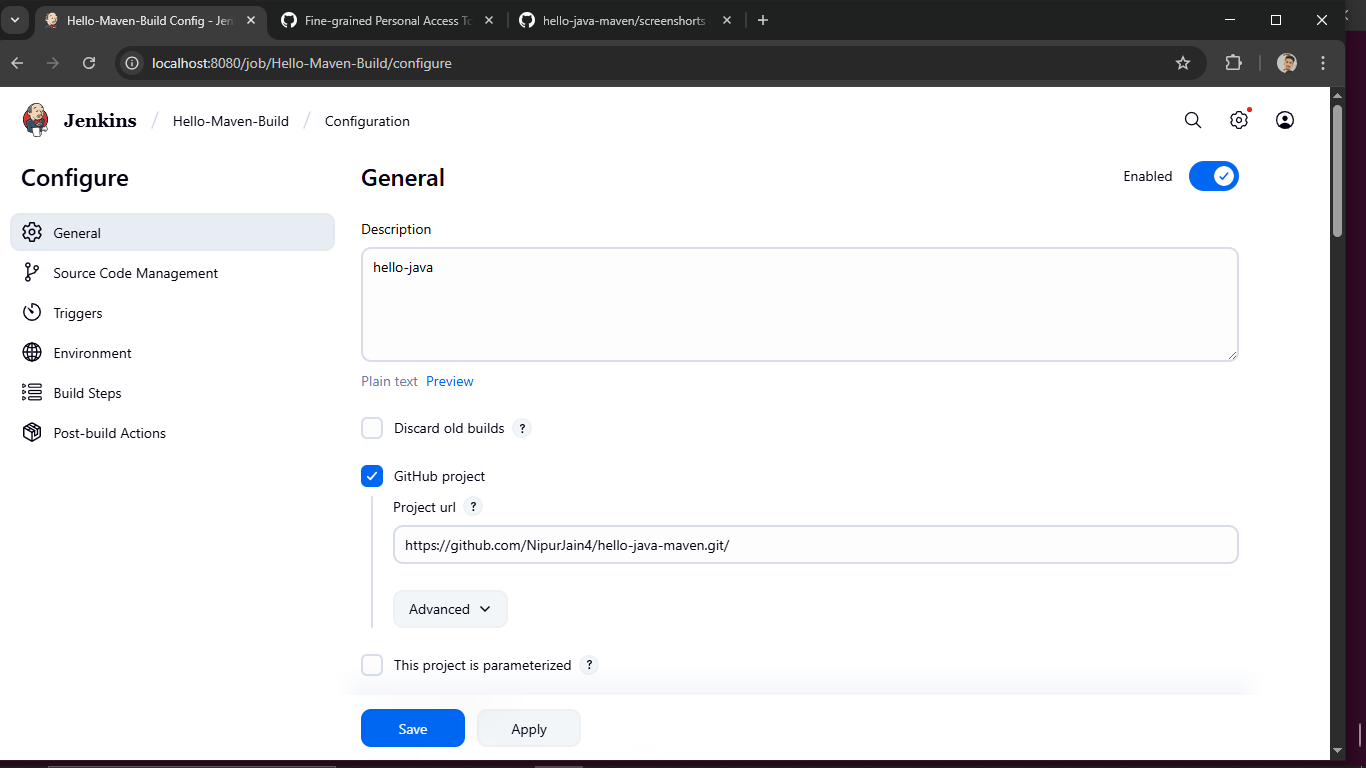 Hello-Maven-Build Config - Jen
Fine-grained Personal Access To
hello-java-maven/screenshorts
localhost:8080/job/Hello-Maven-Build/configure
Jenkins / Hello-Maven-Build / Configuration
Configure
General
Source Code Management
Triggers
Environment
Build Steps
Post-build Actions
General
Enabled
Description
hello-java
Plain text Preview
Discard old builds ?
GitHub project
Project url ?
https://github.com/NipurJain4/hello-java-maven.git/
Advanced
This project is parameterized ?
Save
Apply